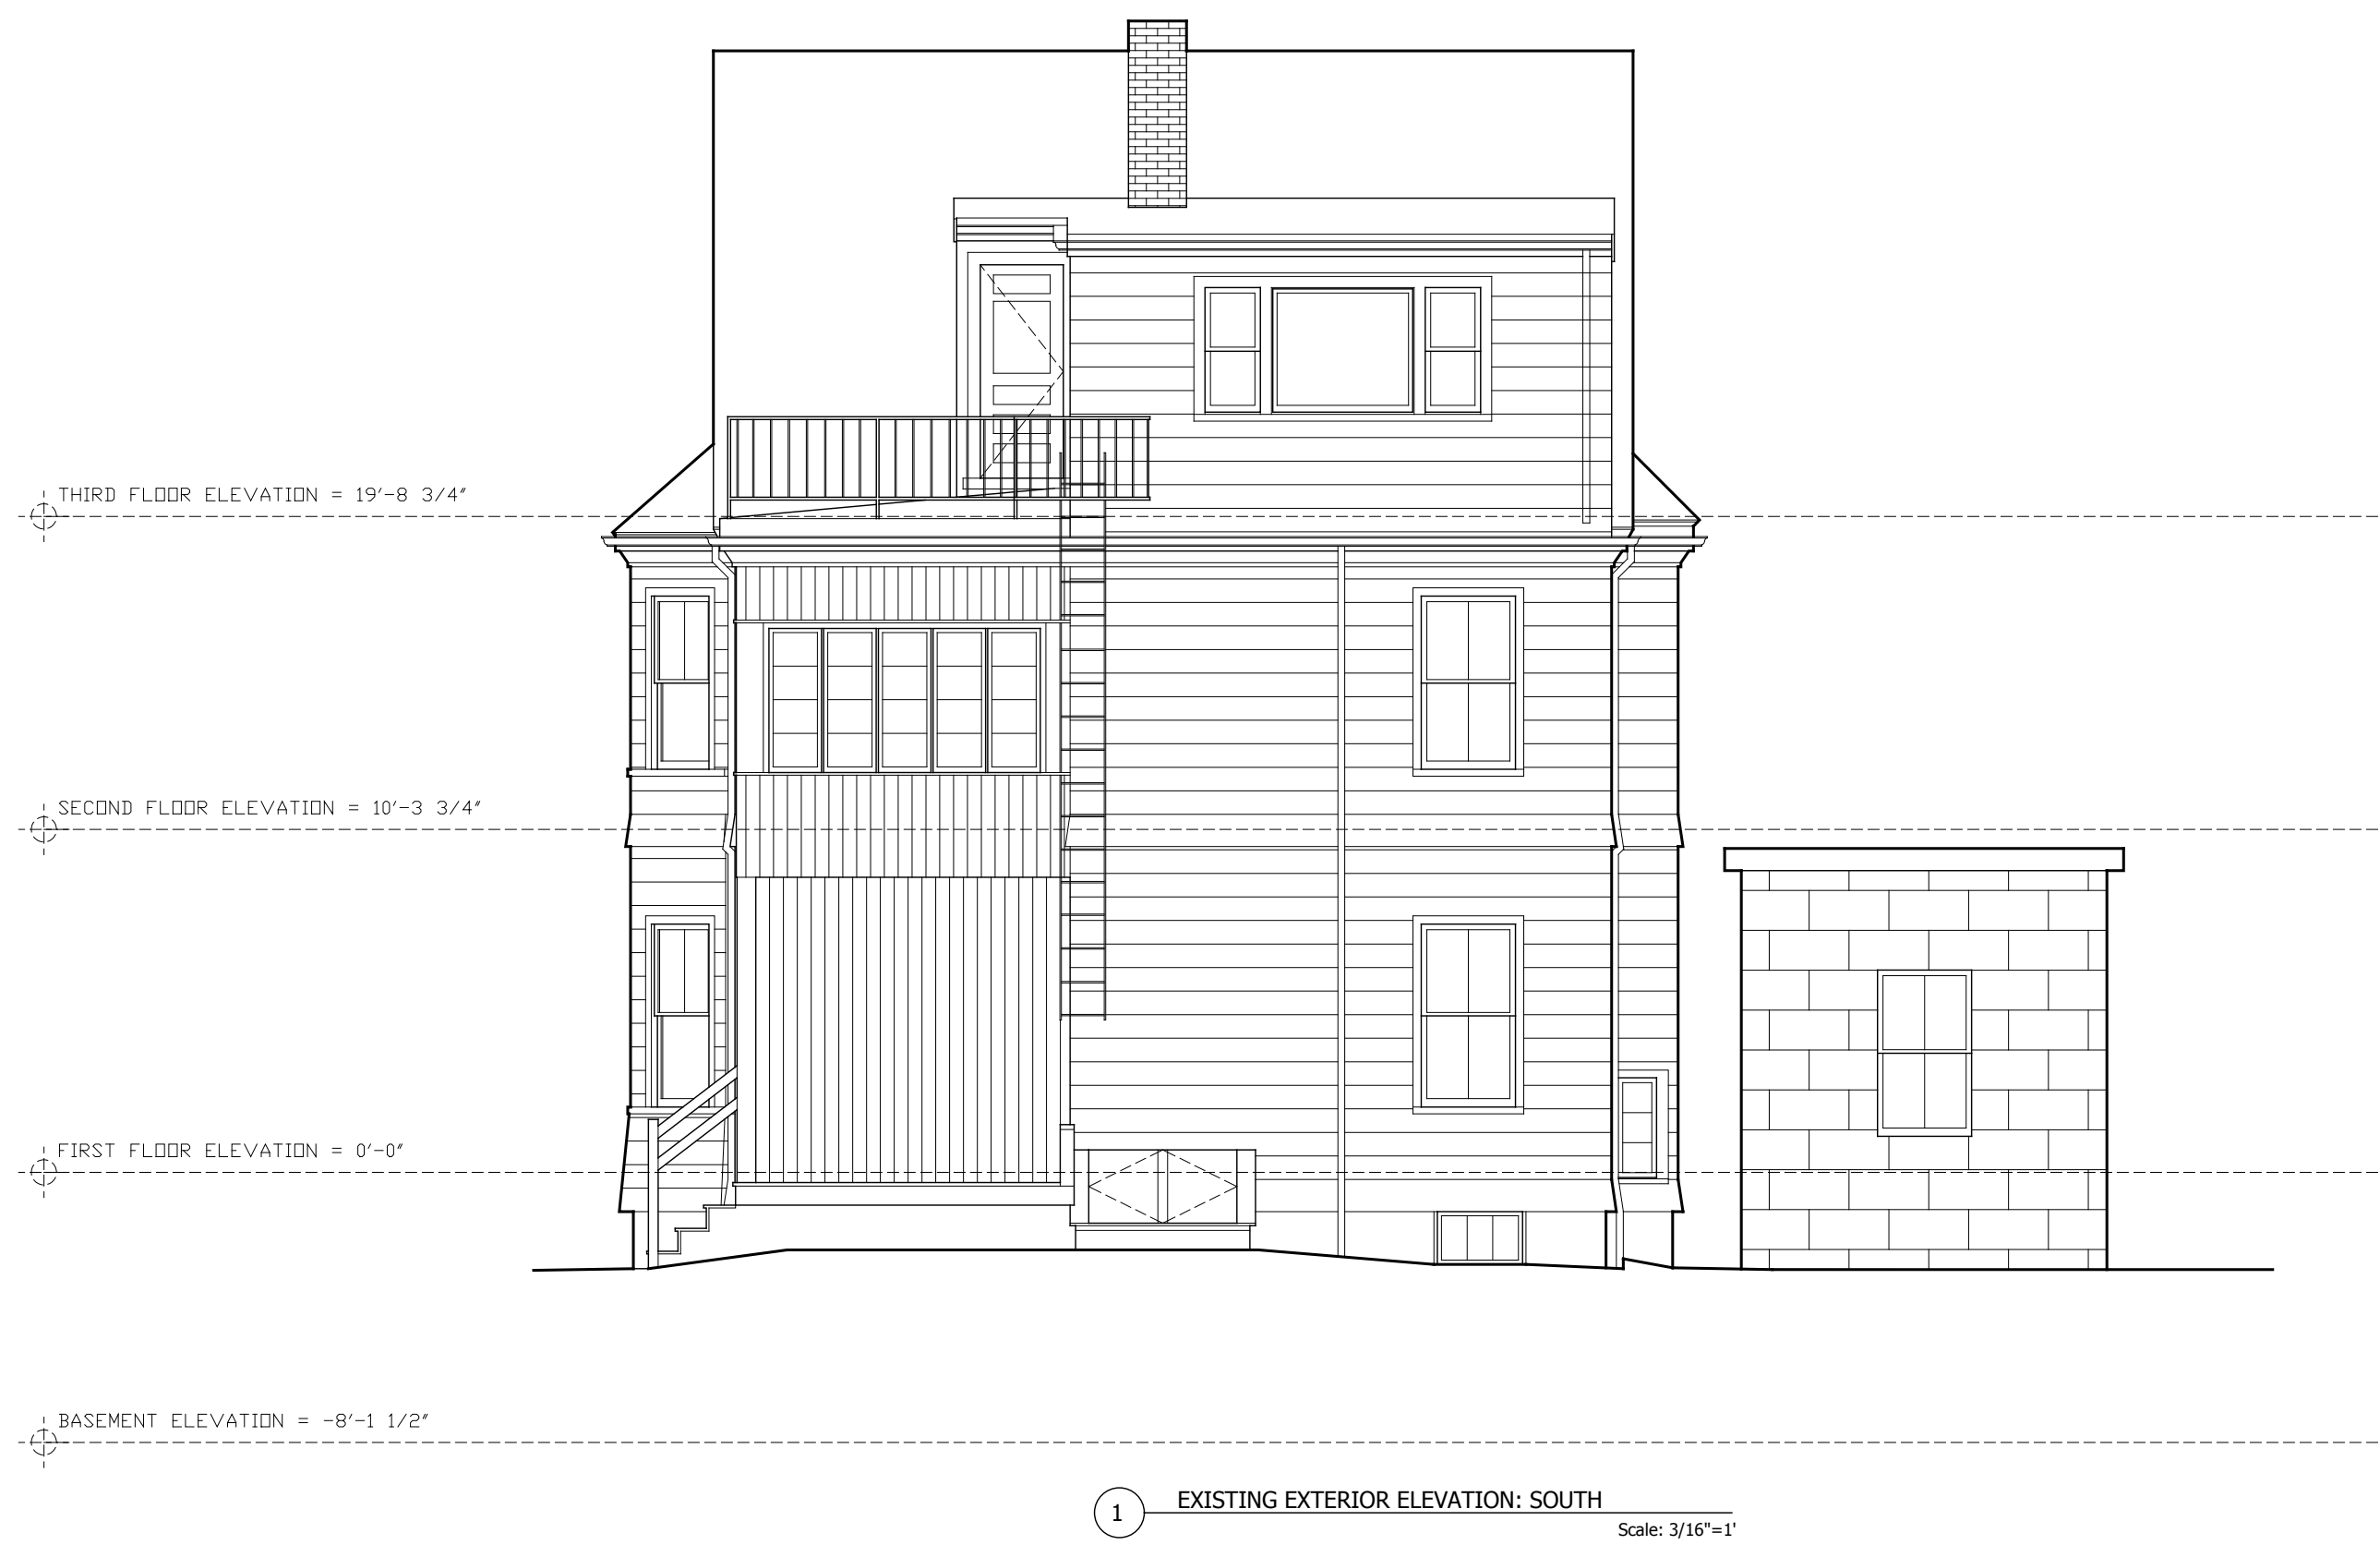 THIRD FLOOR ELEVATION = 19'-8 3/4"
SECOND FLOOR ELEVATION = 10'-3 3/4"
FIRST FLOOR ELEVATION = 0'-0"
BASEMENT ELEVATION = -8'-1 1/2"
1 EXISTING EXTERIOR ELEVATION: SOUTH
Scale: 3/16"=1'